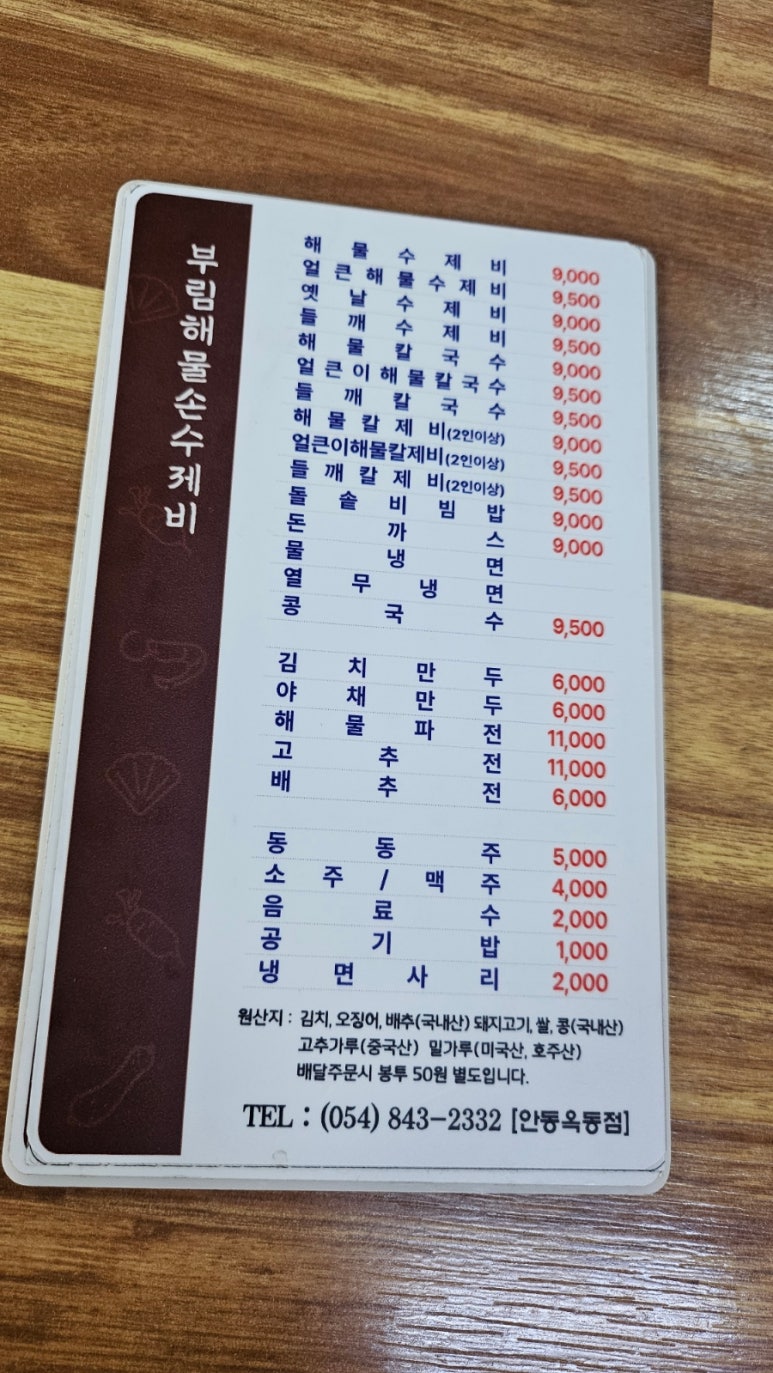 부림해물손수제비
해물수제비 9,000
얼큰해물수제비 9,500
옛날수제비 9,000
들깨수제비 9,500
해물칼국수 9,000
얼큰이해물칼국수 9,500
들깨칼국수 9,500
해물칼제비(2인이상) 9,000
얼큰이해물칼제비(2인이상) 9,500
들깨칼제비(2인이상) 9,500
돌솥비빔밥 9,000
돈까스 9,000
물냉면
열무냉면
콩국수 9,500
김치만두 6,000
야채만두 6,000
해물파전 11,000
고추전 11,000
배추전 6,000
동동주 5,000
소주/맥주 4,000
음료수 2,000
공기밥 1,000
냉면사리 2,000
원산지 : 김치, 오징어, 배추(국내산) 돼지고기, 쌀, 콩(국내산)
고추가루(중국산) 밀가루(미국산, 호주산)
배달주문시 봉투 50원 별도입니다.
TEL : (054) 843-2332 [안동옥동점]